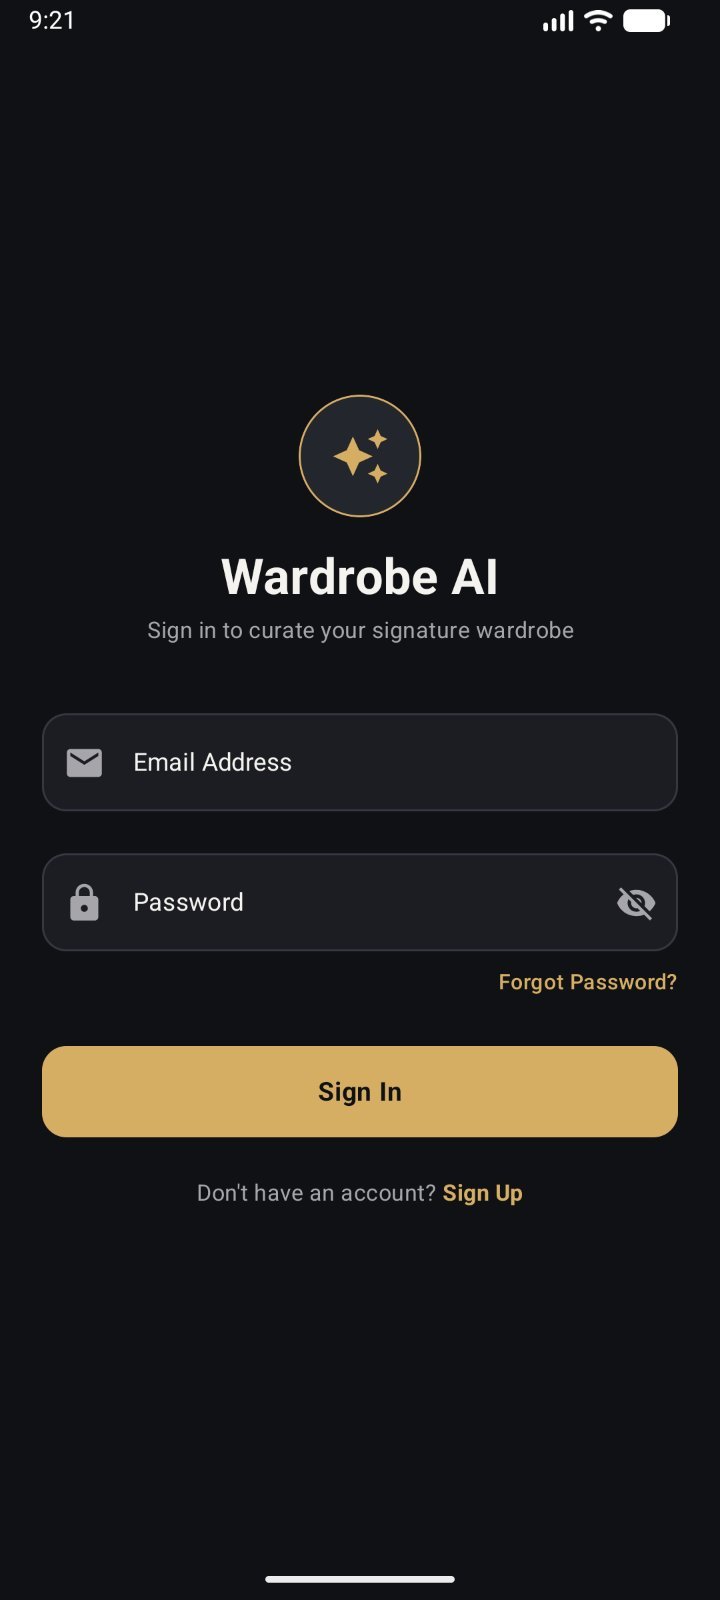 9:21
Wardrobe AI
Sign in to curate your signature wardrobe
Email Address
Password
Forgot Password?
Sign In
Don't have an account? Sign Up